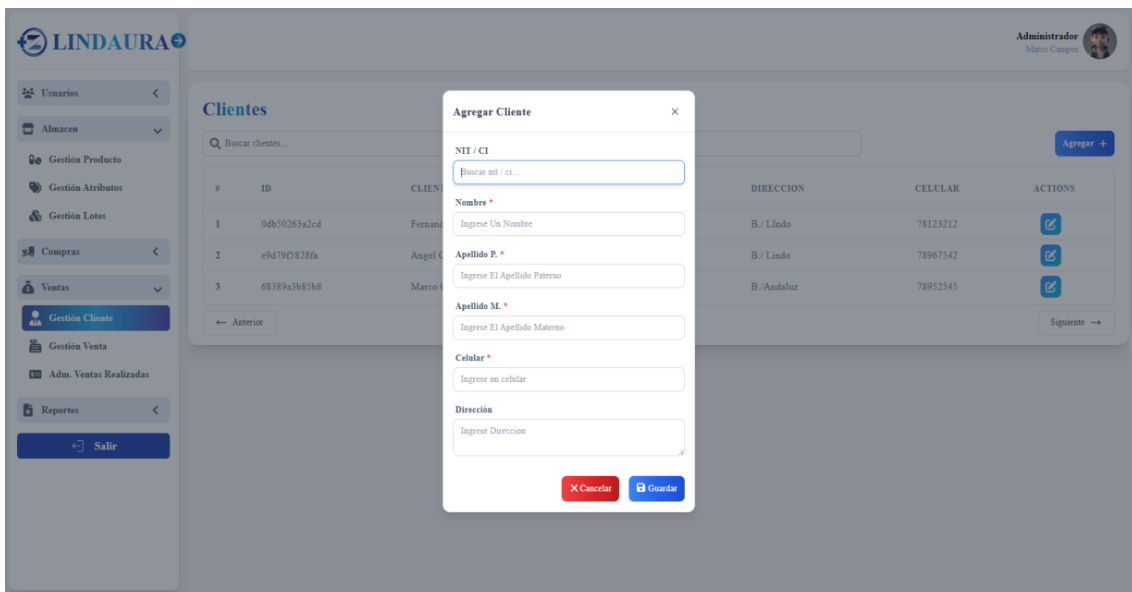 LINDAURA
Administrador
Marco Campos
Usuarios
Almacen
Gestión Producto
Gestión Atributos
Gestión Lotes
Compras
Ventas
Gestión Cliente
Gestión Venta
Adm. Ventas Realizadas
Reportes
Salir
Clientes
Buscar clientes...
Agregar +
# ID CLIENT DIRECCION CELULAR ACTIONS
1 0db50263a2cd Fernand B./ LIndo 78123212
2 e9d79f5828fa Angel B./ Lindo 78967542
3 68389a3b85b8 Marco B./Andaluz 78952545
← Anterior
Siguiente →
Agregar Cliente ×
NIT / CI
Buscar nit / ci...
Nombre *
Ingrese Un Nombre
Apellido P. *
Ingrese El Apellido Paterno
Apellido M. *
Ingrese El Apellido Materno
Celular *
Ingrese un celular
Dirección
Ingrese Direccion
Cancelar
Guardar